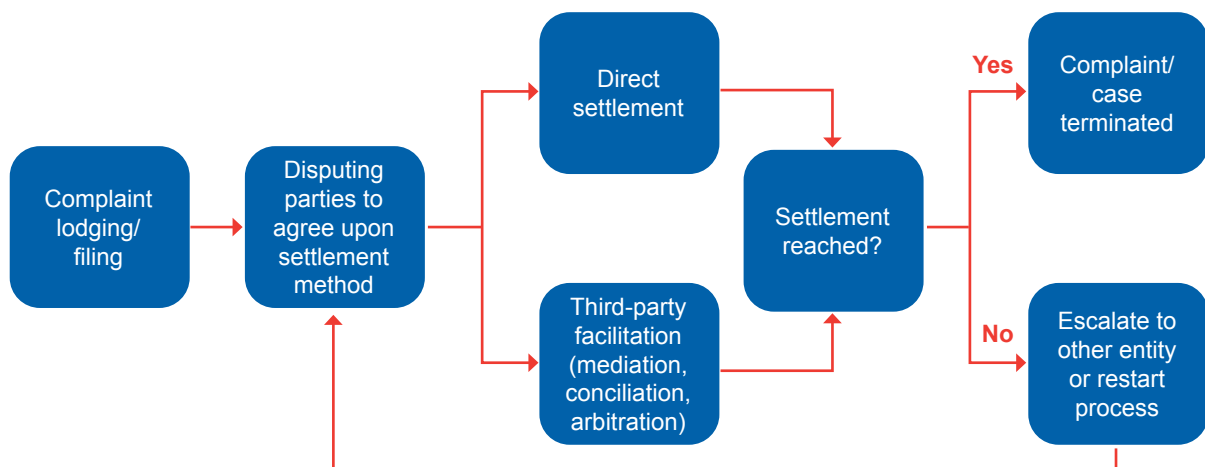 Complaint
lodging/
filing
Disputing
parties to
agree upon
settlement
method
Direct
settlement
Third-party
facilitation
(mediation,
conciliation,
arbitration)
Settlement
reached?
Yes
Complaint/
case
terminated
No
Escalate to
other entity
or restart
process